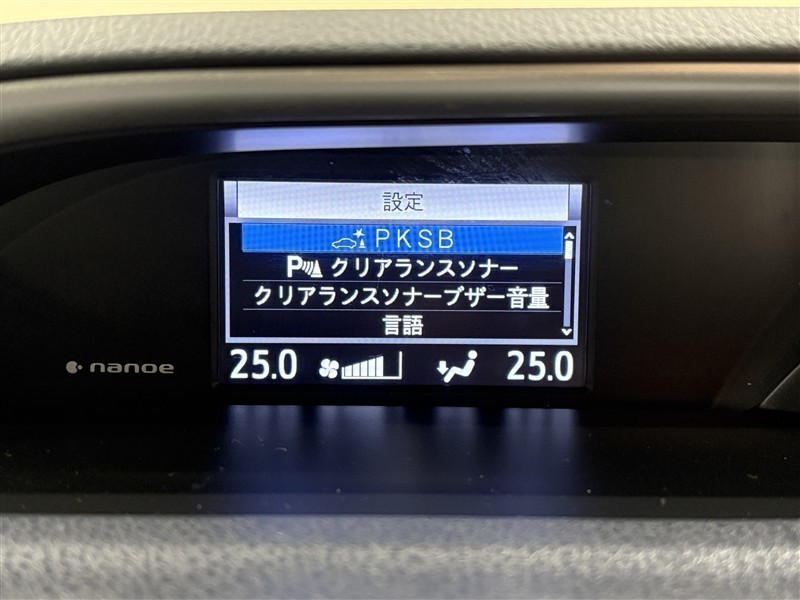 設定
PKSB
P クリアランスソナー
クリアランスソナーブザー音量
言語
25.0 25.0
nanoe